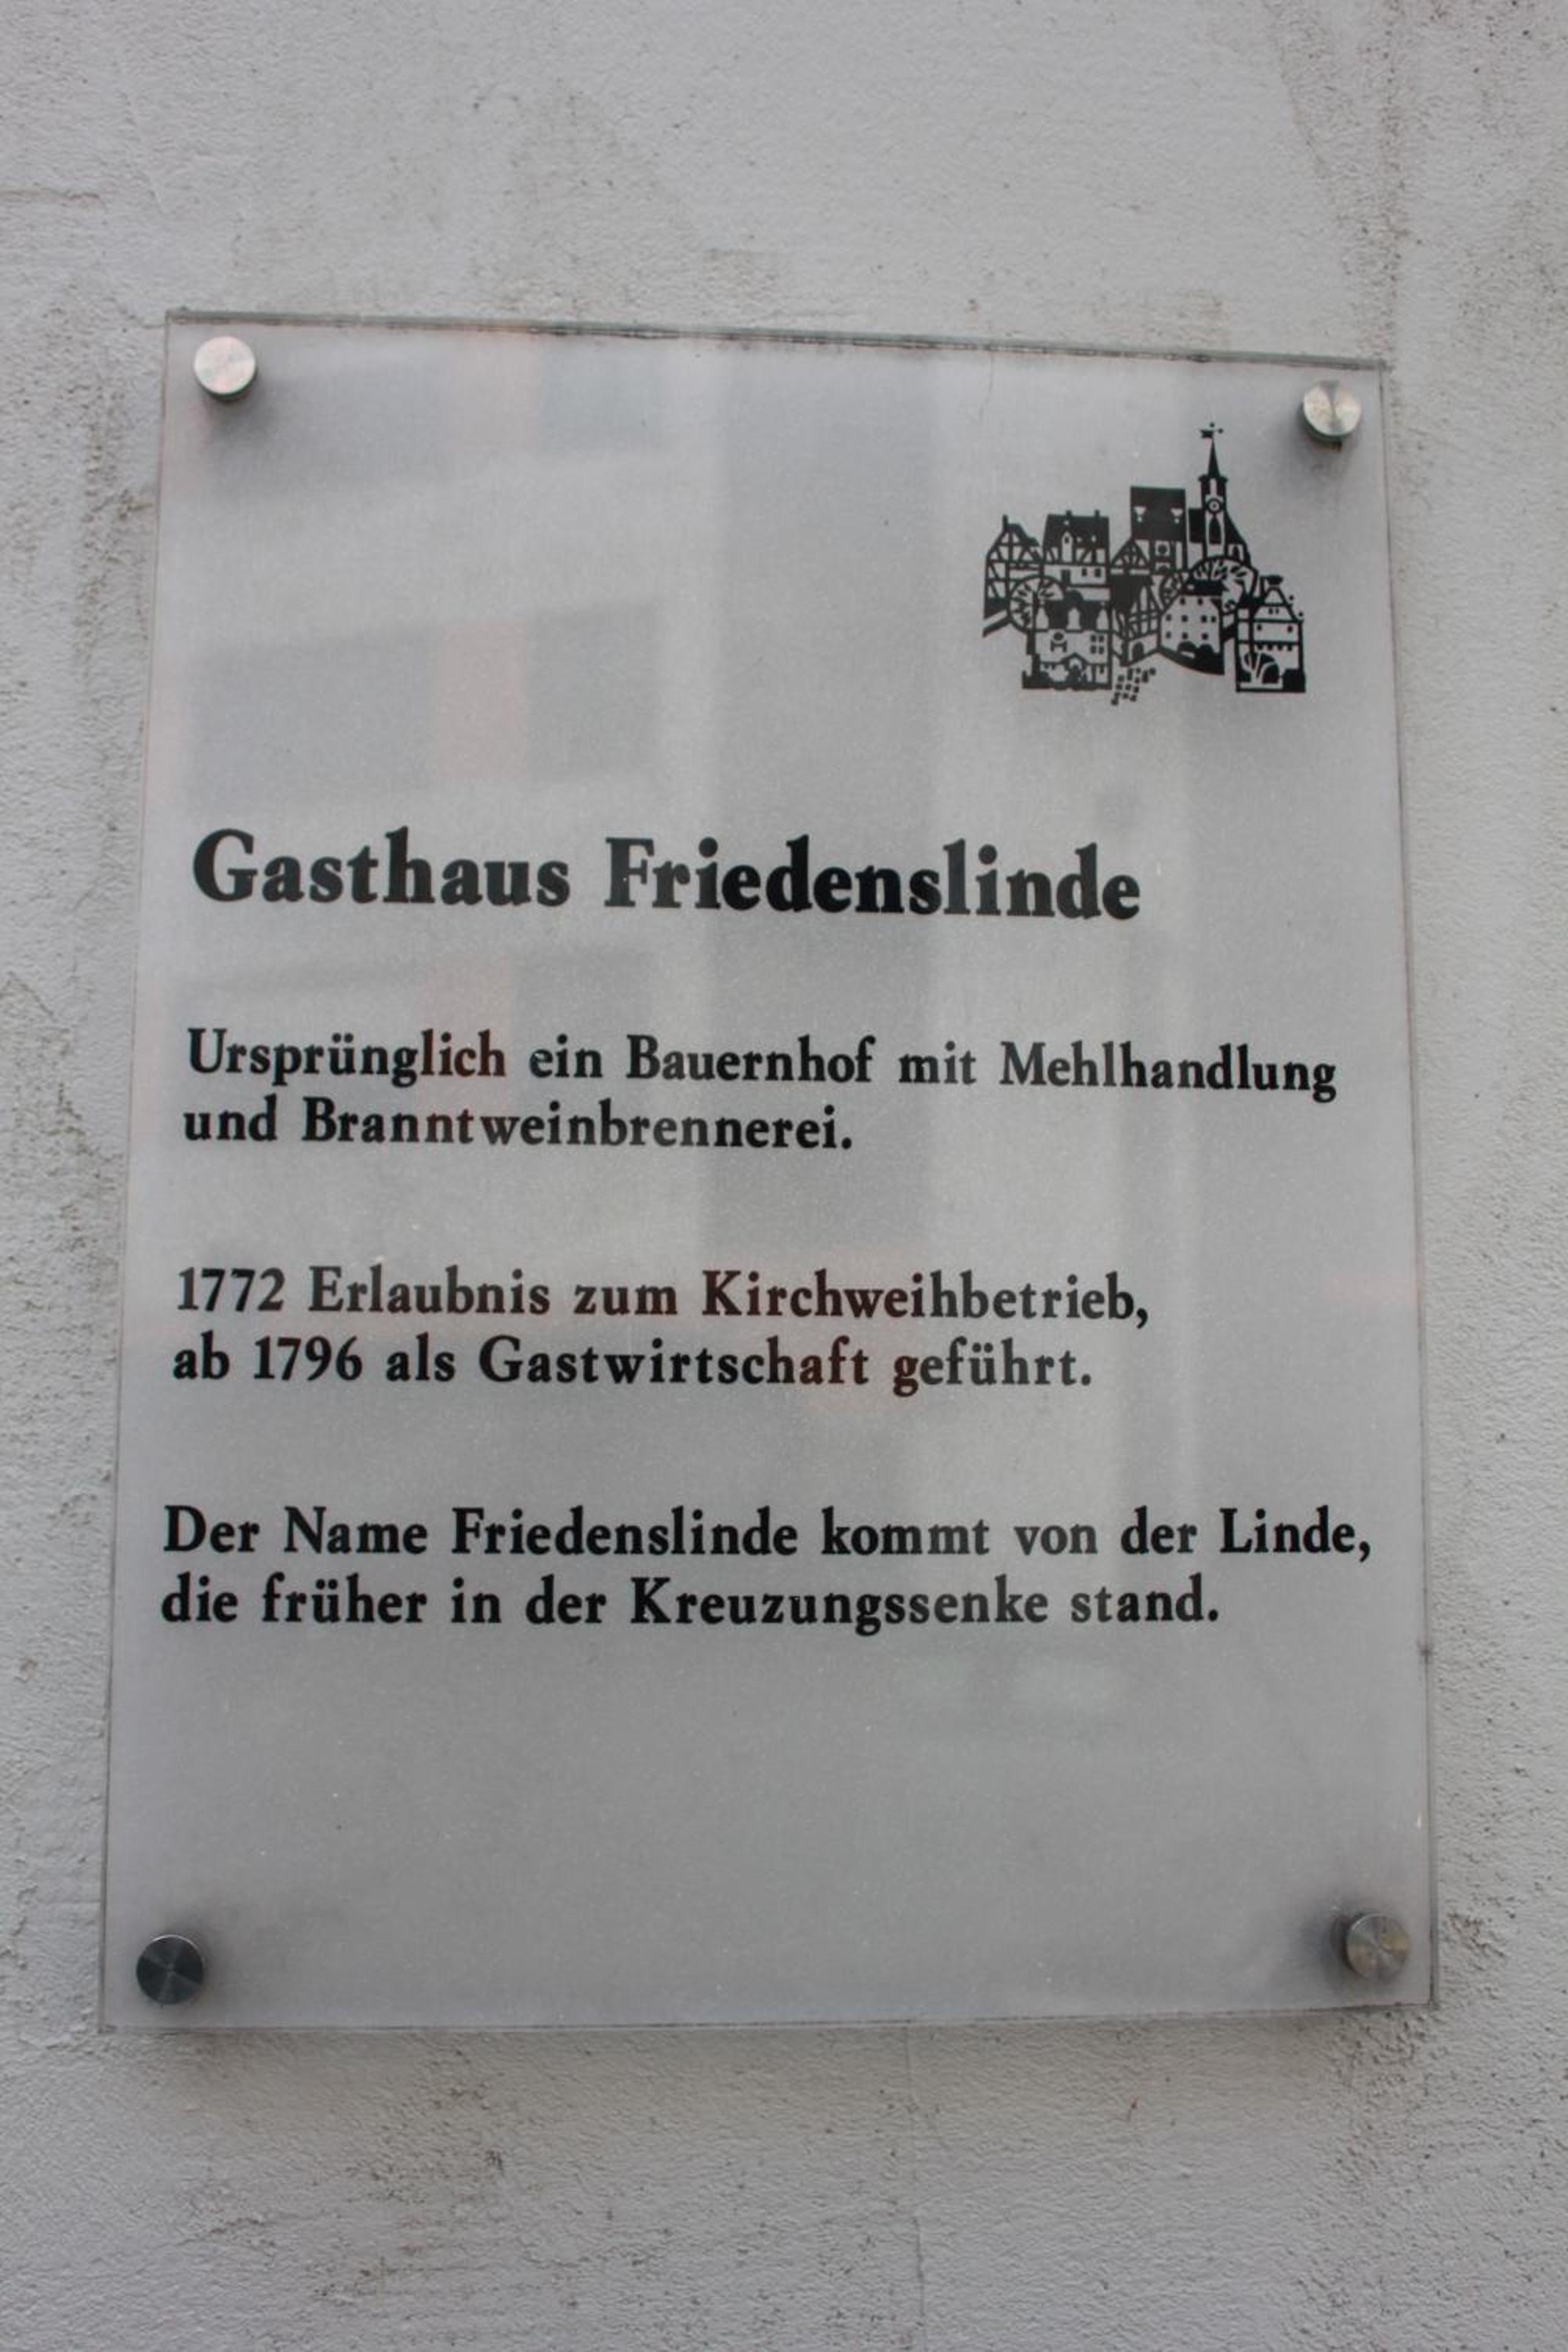 Gasthaus Friedenslinde
Ursprünglich ein Bauernhof mit Mehlhandlung
und Branntweinbrennerei.
1772 Erlaubnis zum Kirchweihbetrieb,
ab 1796 als Gastwirtschaft geführt.
Der Name Friedenslinde kommt von der Linde,
die früher in der Kreuzungssenke stand.